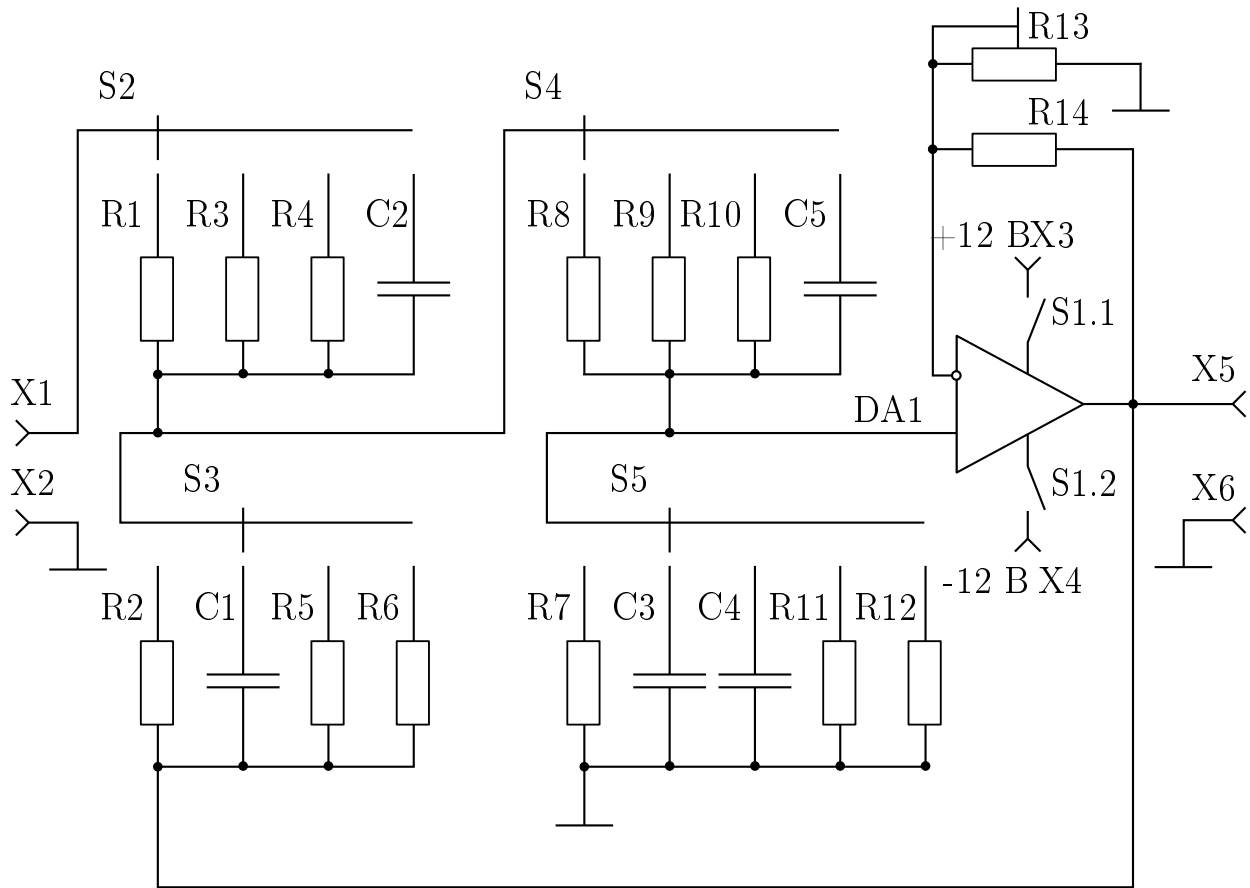 R13
S2
S4
R14
R1
R3
R4
C2
R8
R9
R10
C5
+12 ВX3
S1.1
X1
DA1
X5
X2
S3
S5
S1.2
X6
-12 В X4
R2
C1
R5
R6
R7
C3
C4
R11
R12